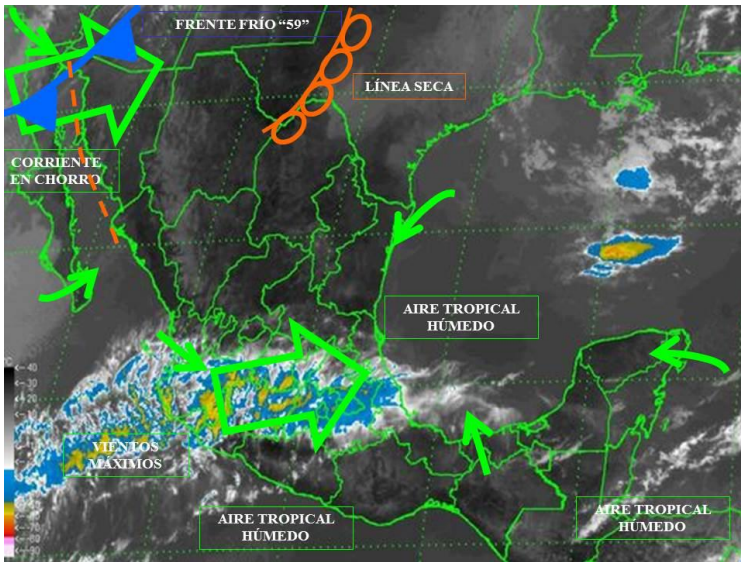 FRENTE FRÍO “59”
LÍNEA SECA
CORRIENTE
EN CHORRO
AIRE TROPICAL
HÚMEDO
VIENTOS
MÁXIMOS
AIRE TROPICAL
HÚMEDO
AIRE TROPICAL
HÚMEDO